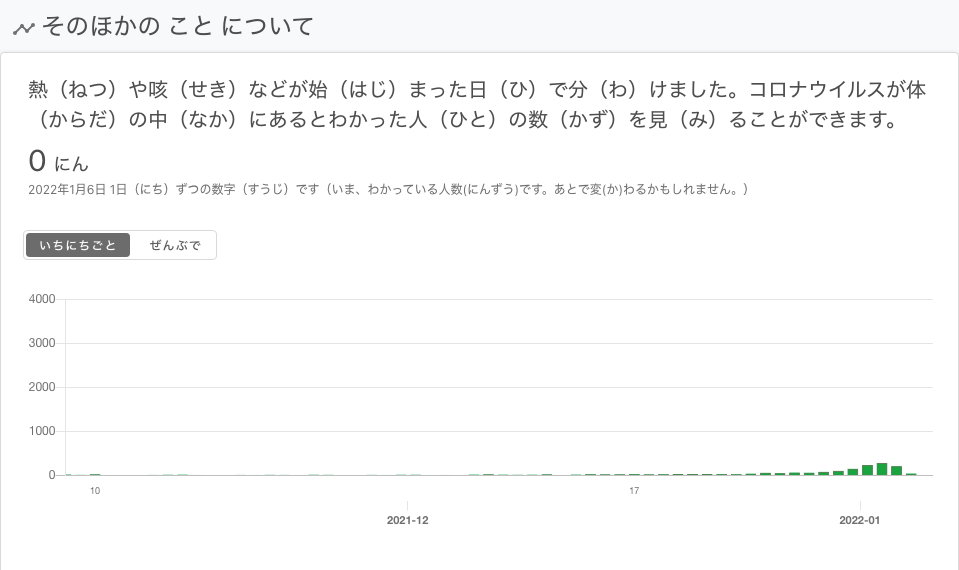 そのほかの こと について
熱（ねつ）や咳（せき）などが始（はじ）まった日（ひ）で分（わ）けました。コロナウイルスが体
（からだ）の中（なか）にあるとわかった人（ひと）の数（かず）を見（み）ることができます。
0 にん
2022年1月6日 1日（にち）ずつの数字（すうじ）です（いま、わかっている人数(にんずう)です。あとで変(か)わるかもしれません。）
いちにちごと ぜんぶで
4000
3000
2000
1000
0
10 17
2021-12 2022-01